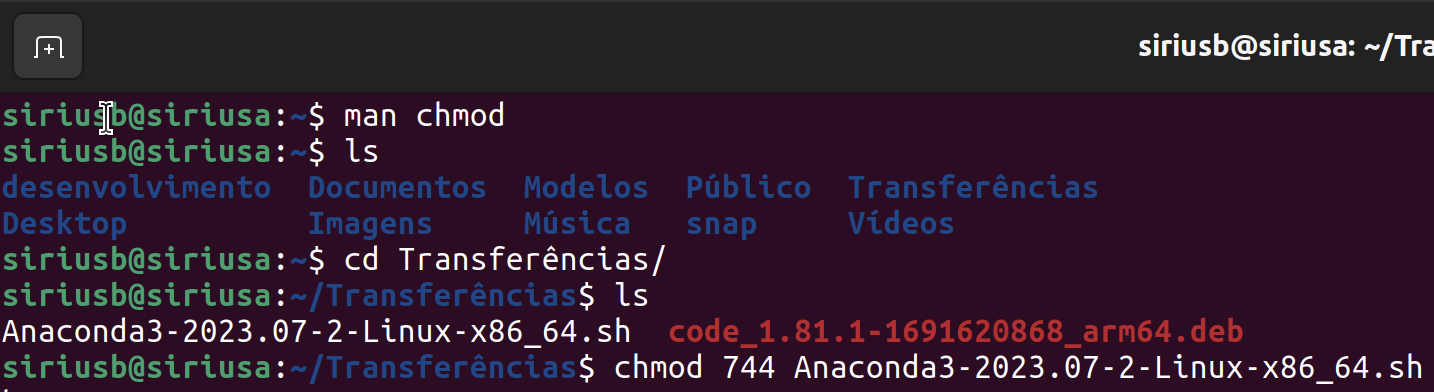 siriusb@siriusa: ~/Tra
siriusb@siriusa:~$ man chmod
siriusb@siriusa:~$ ls
desenvolvimento  Documentos  Modelos  Público  Transferências
Desktop          Imagens     Música   snap     Vídeos
siriusb@siriusa:~$ cd Transferências/
siriusb@siriusa:~/Transferências$ ls
Anaconda3-2023.07-2-Linux-x86_64.sh  code_1.81.1-1691620868_arm64.deb
siriusb@siriusa:~/Transferências$ chmod 744 Anaconda3-2023.07-2-Linux-x86_64.sh